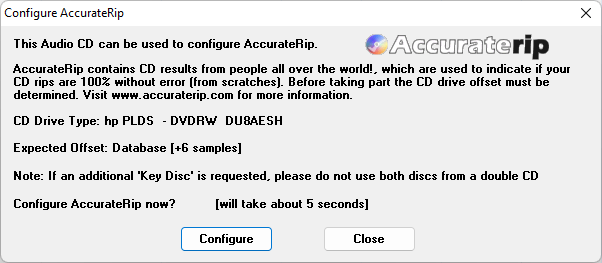 Configure AccurateRip
This Audio CD can be used to configure AccurateRip.
Accuraterip
AccurateRip contains CD results from people all over the world!, which are used to indicate if your
CD rips are 100% without error (from scratches). Before taking part the CD drive offset must be
determined. Visit www.accuraterip.com for more information.
CD Drive Type: hp PLDS - DVDRW DU8AESH
Expected Offset: Database [+6 samples]
Note: If an additional 'Key Disc' is requested, please do not use both discs from a double CD
Configure AccurateRip now? [will take about 5 seconds]
Configure Close